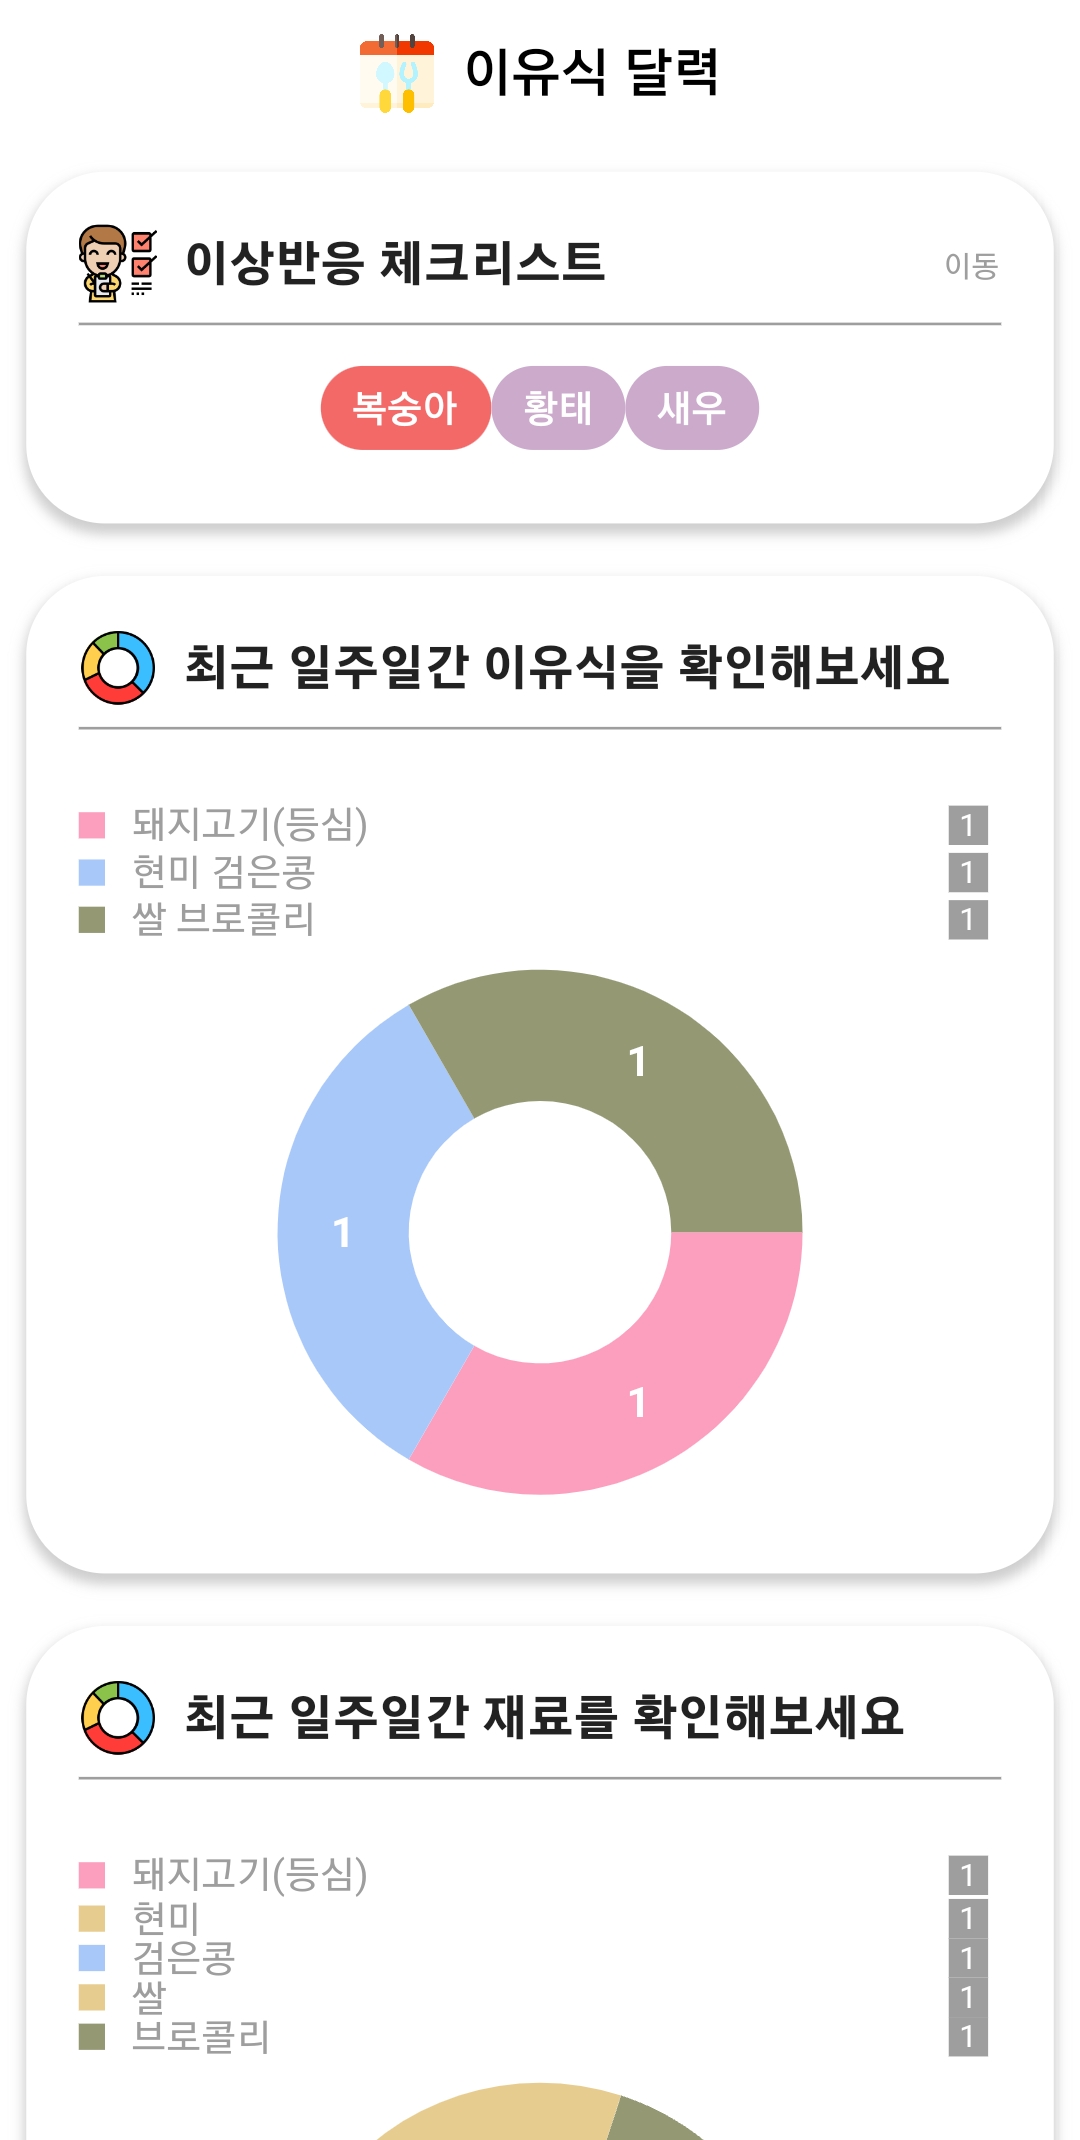 이유식 달력
이상반응 체크리스트 이동
복숭아 황태 새우
최근 일주일간 이유식을 확인해보세요
돼지고기(등심) 1
현미 검은콩 1
쌀 브로콜리 1
1
1
1
최근 일주일간 재료를 확인해보세요
돼지고기(등심) 1
현미 1
검은콩 1
쌀 1
브로콜리 1